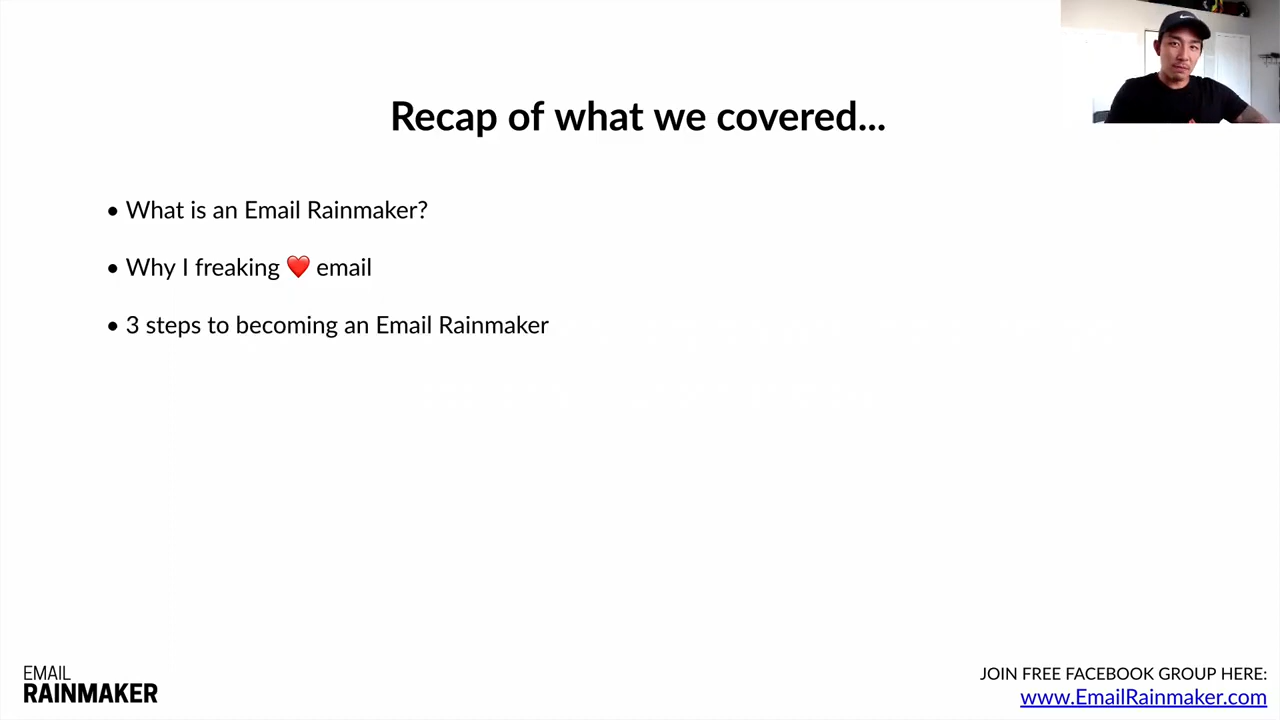 Recap of what we covered...
• What is an Email Rainmaker?
• Why I freaking ❤️ email
• 3 steps to becoming an Email Rainmaker
EMAIL
RAINMAKER
JOIN FREE FACEBOOK GROUP HERE:
www.EmailRainmaker.com